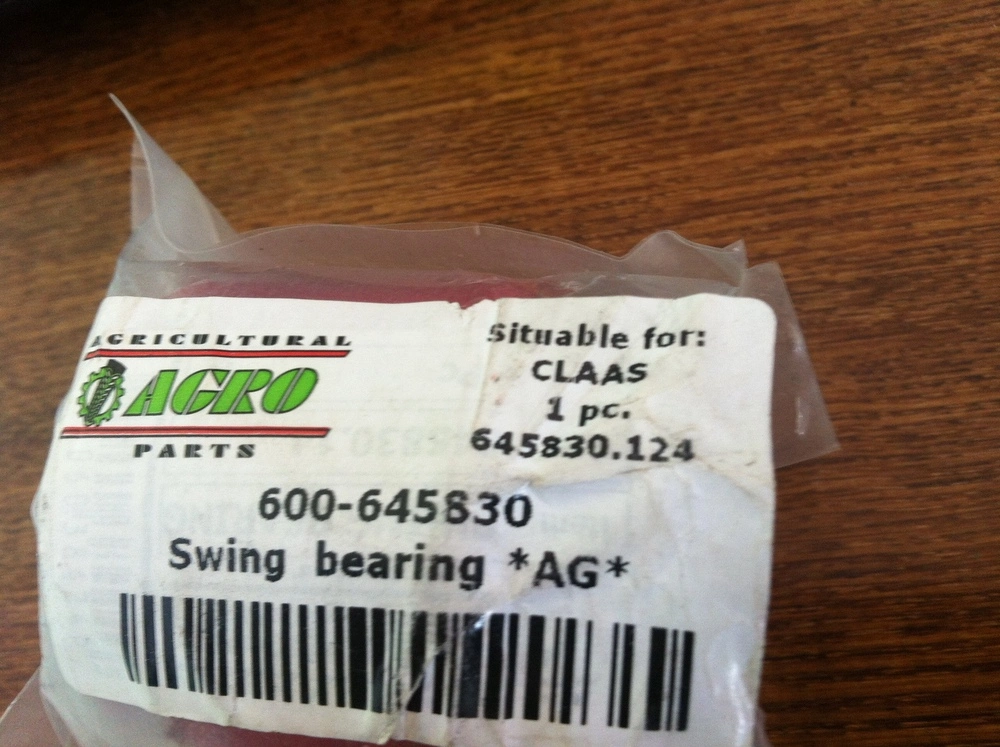 AGRICULTURAL
AGRO
PARTS
Situable for:
CLAAS
1 pc.
645830.124
600-645830
Swing bearing *AG*